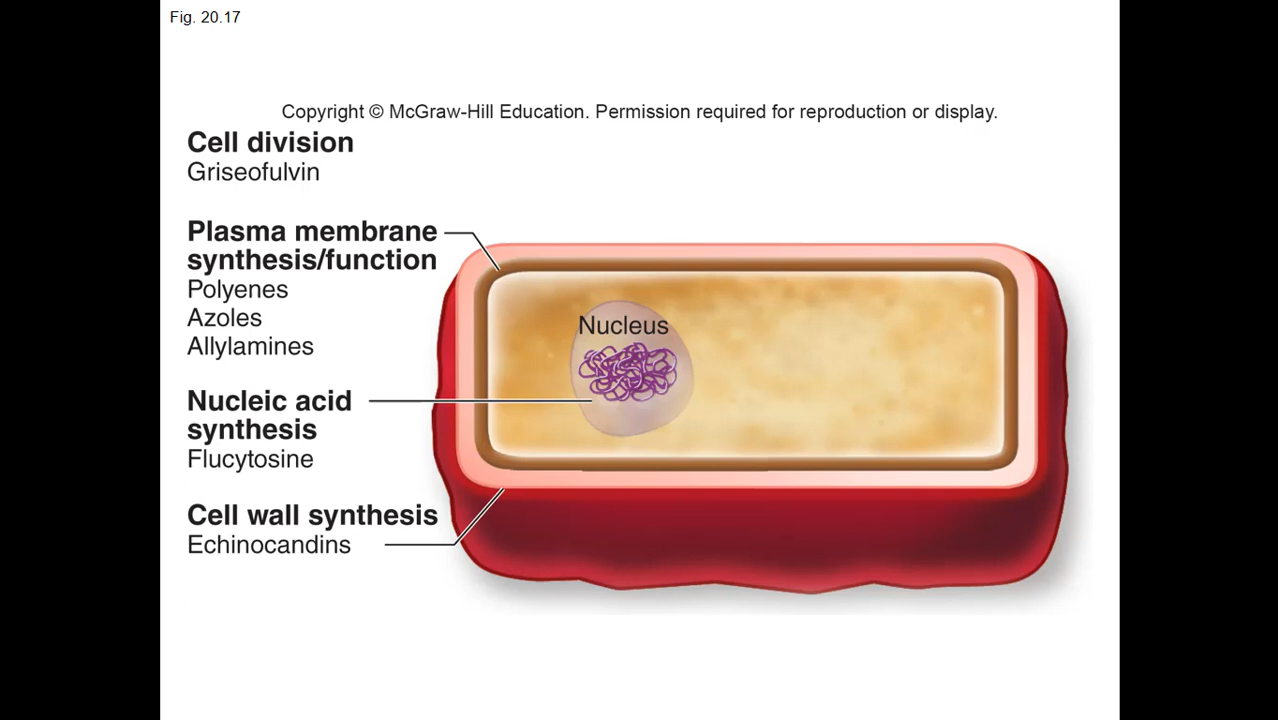 Fig. 20.17
Copyright © McGraw-Hill Education. Permission required for reproduction or display.
Cell division
Griseofulvin
Plasma membrane
synthesis/function
Polyenes
Azoles
Allylamines
Nucleus
Nucleic acid
synthesis
Flucytosine
Cell wall synthesis
Echinocandins